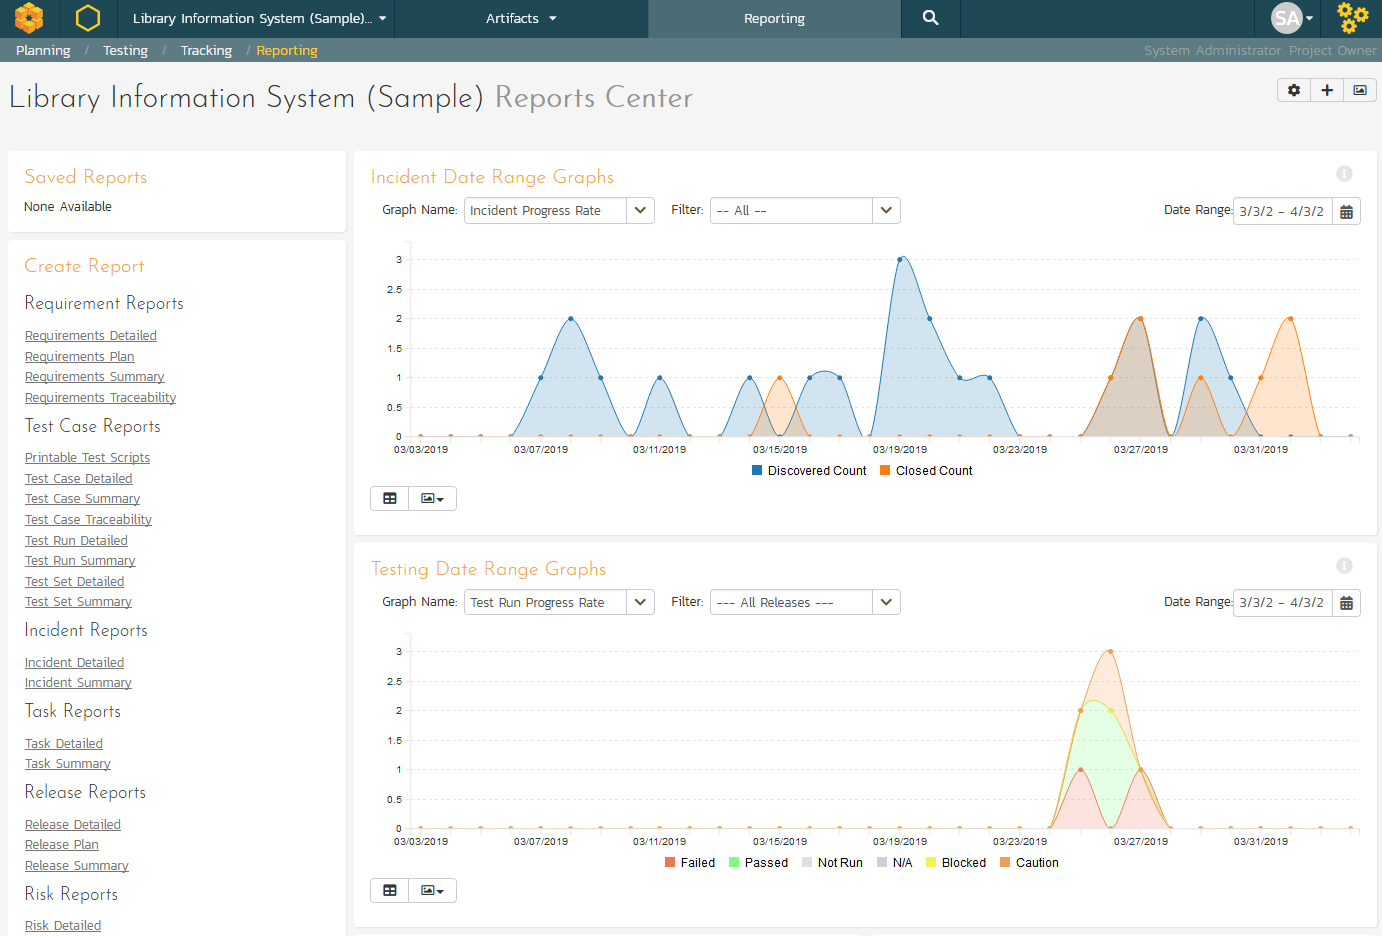 Library Information System (Sample)...
Artifacts
Reporting
SA
Planning / Testing / Tracking / Reporting
System Administrator: Project Owner
Library Information System (Sample) Reports Center
Saved Reports
None Available
Create Report
Requirement Reports
Requirements Detailed
Requirements Plan
Requirements Summary
Requirements Traceability
Test Case Reports
Printable Test Scripts
Test Case Detailed
Test Case Summary
Test Case Traceability
Test Run Detailed
Test Run Summary
Test Set Detailed
Test Set Summary
Incident Reports
Incident Detailed
Incident Summary
Task Reports
Task Detailed
Task Summary
Release Reports
Release Detailed
Release Plan
Release Summary
Risk Reports
Risk Detailed
Incident Date Range Graphs
Graph Name: Incident Progress Rate Filter: -- All -- Date Range: 3/3/2 - 4/3/2
3
2.5
2
1.5
1
0.5
0
03/03/2019 03/07/2019 03/11/2019 03/15/2019 03/19/2019 03/23/2019 03/27/2019 03/31/2019
Discovered Count Closed Count
Testing Date Range Graphs
Graph Name: Test Run Progress Rate Filter: --- All Releases --- Date Range: 3/3/2 - 4/3/2
3
2.5
2
1.5
1
0.5
0
03/03/2019 03/07/2019 03/11/2019 03/15/2019 03/19/2019 03/23/2019 03/27/2019 03/31/2019
Failed Passed Not Run N/A Blocked Caution